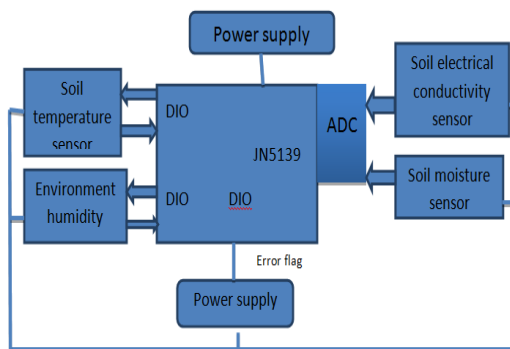 Power supply
Soil
temperature
sensor
DIO
ADC
Soil electrical
conductivity
sensor
JN5139
Environment
humidity
DIO
DIO
Soil moisture
sensor
Error flag
Power supply